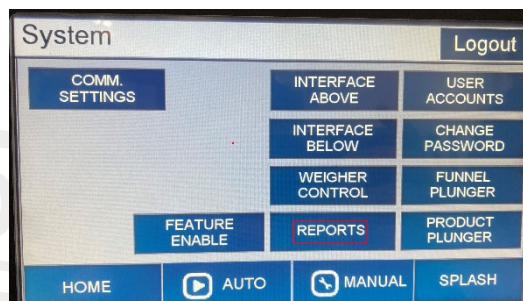 System
Logout
COMM.
SETTINGS
INTERFACE
ABOVE
USER
ACCOUNTS
INTERFACE
BELOW
CHANGE
PASSWORD
WEIGHER
CONTROL
FUNNEL
PLUNGER
FEATURE
ENABLE
REPORTS
PRODUCT
PLUNGER
HOME
AUTO
MANUAL
SPLASH